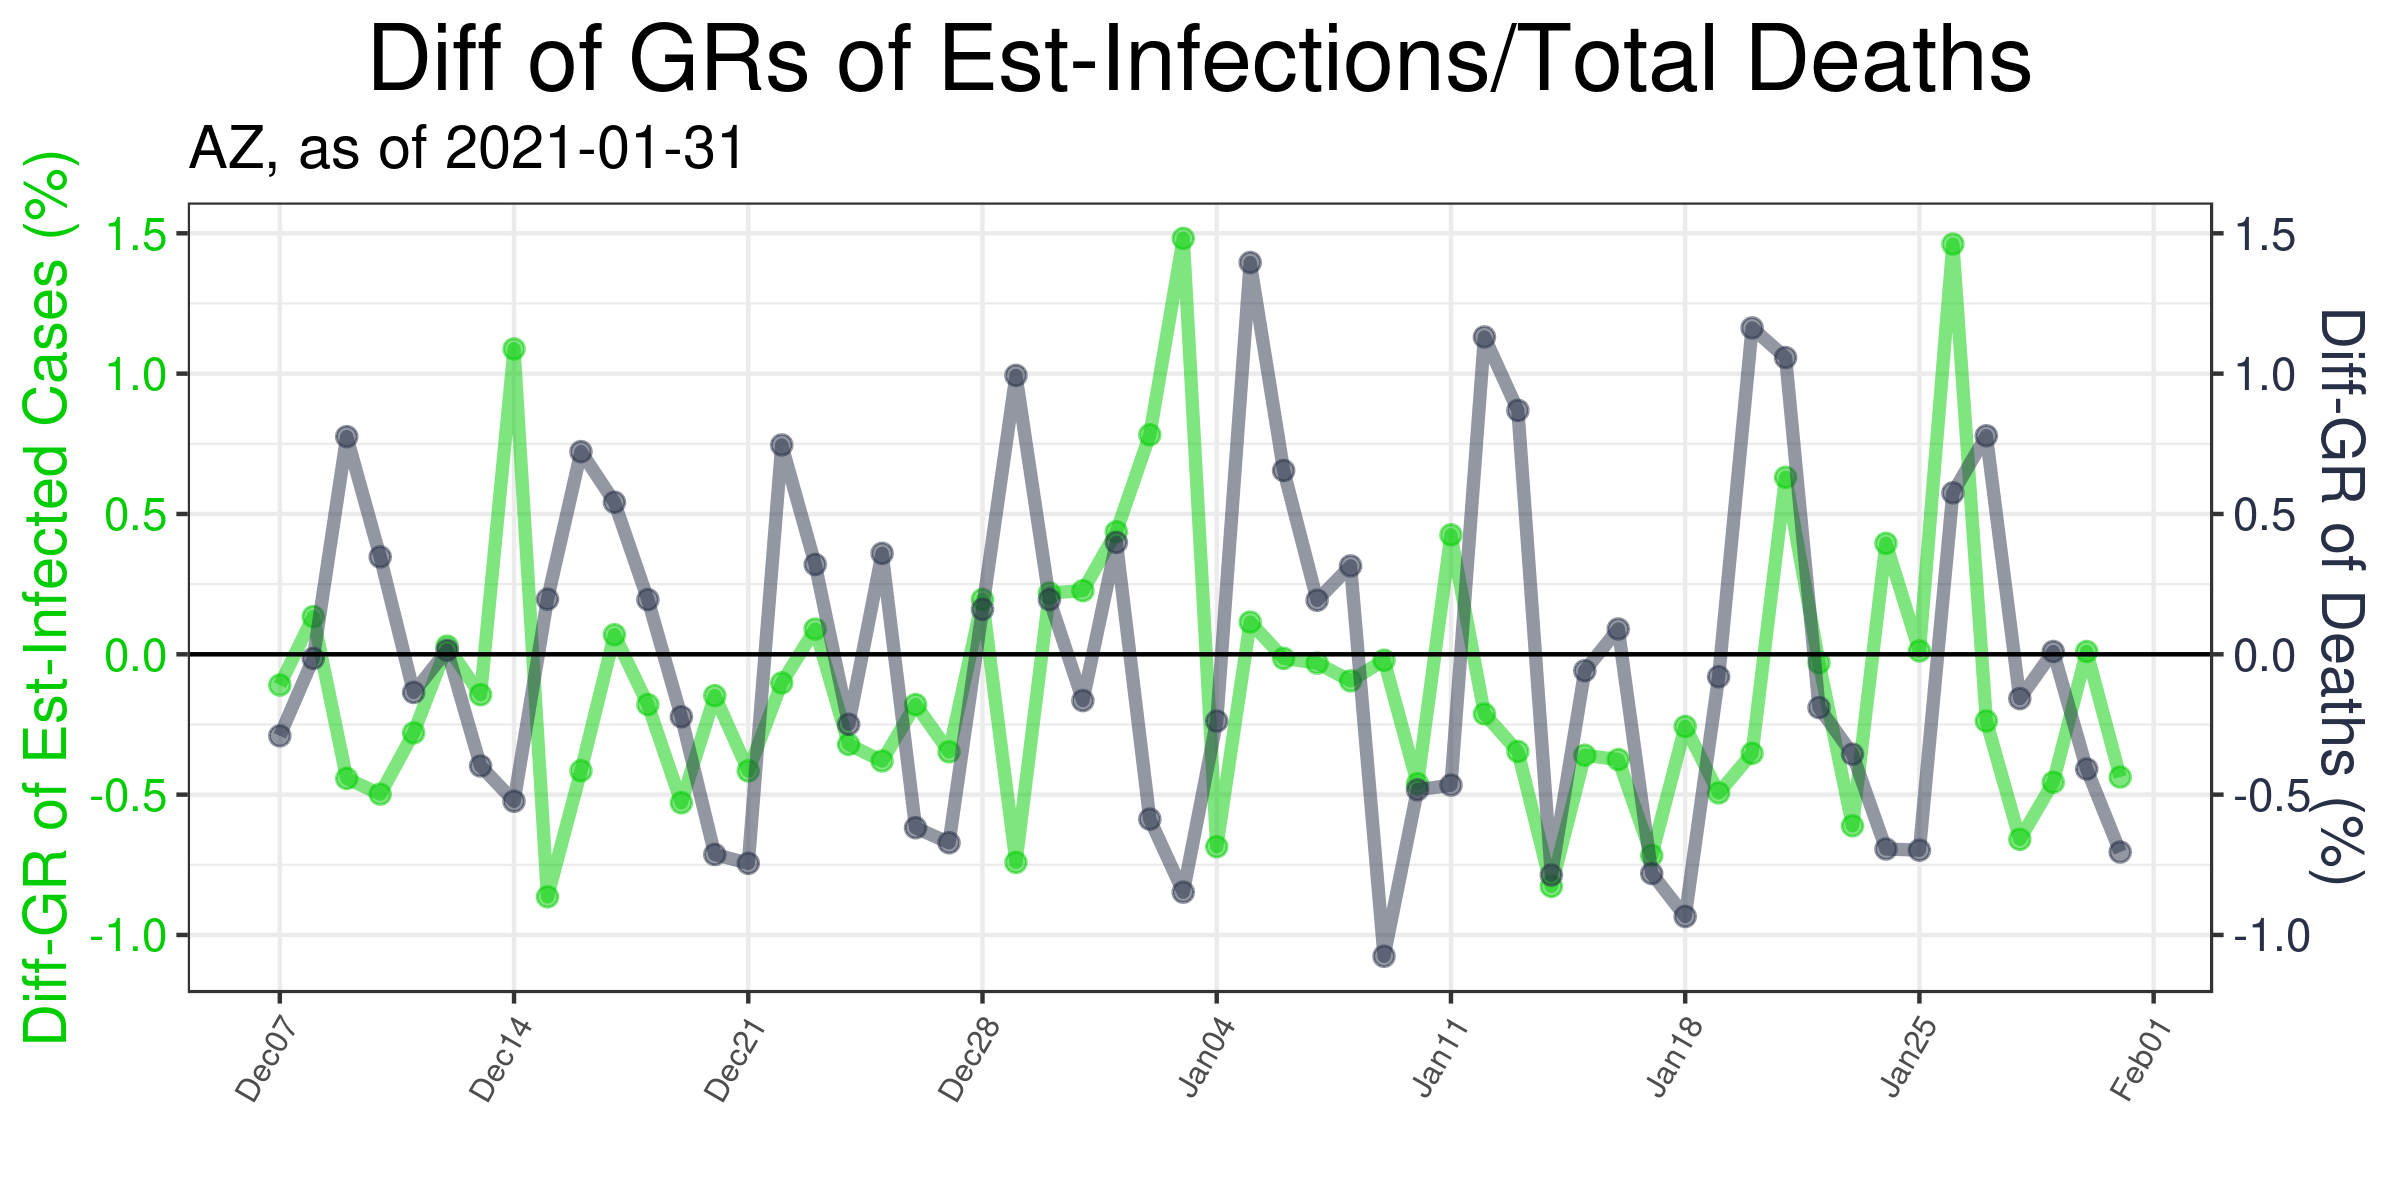 Diff of GRs of Est-Infections/Total Deaths
AZ, as of 2021-01-31
Diff-GR of Est-Infected Cases (%)
1.5
1.0
0.5
0.0
-0.5
-1.0
1.5
1.0
0.5
0.0
-0.5
-1.0
Diff-GR of Deaths (%)
Dec07
Dec14
Dec21
Dec28
Jan04
Jan11
Jan18
Jan25
Feb01